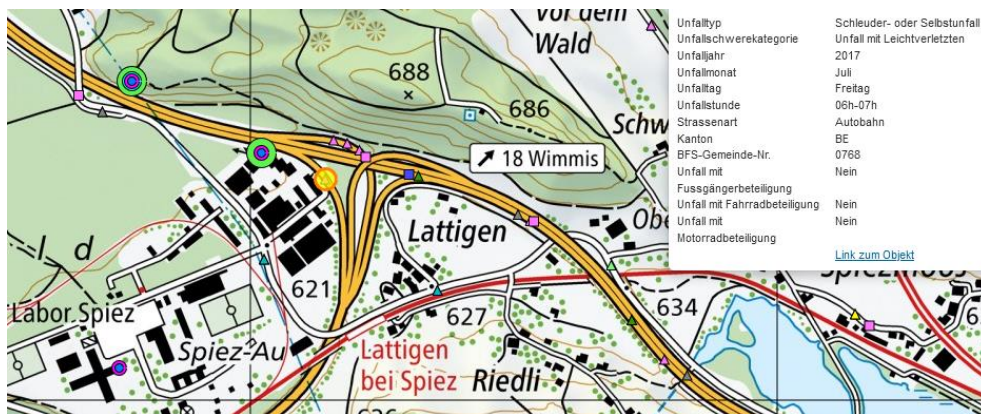 Vor dem
Wald
688
686
Schw
18 Wimmis
Lattigen
Obe
l d
621
Labor.Spiez
Spiez-Au
627
634
Lattigen
bei Spiez
Riedli
Spiezmoos
Unfalltyp Schleuder- oder Selbstunfall
Unfallschwerekategorie Unfall mit Leichtverletzten
Unfalljahr 2017
Unfallmonat Juli
Unfalltag Freitag
Unfallstunde 06h-07h
Strassenart Autobahn
Kanton BE
BFS-Gemeinde-Nr. 0768
Unfall mit Nein
Fussgängerbeteiligung
Unfall mit Fahrradbeteiligung Nein
Unfall mit Nein
Motorradbeteiligung
Link zum Objekt